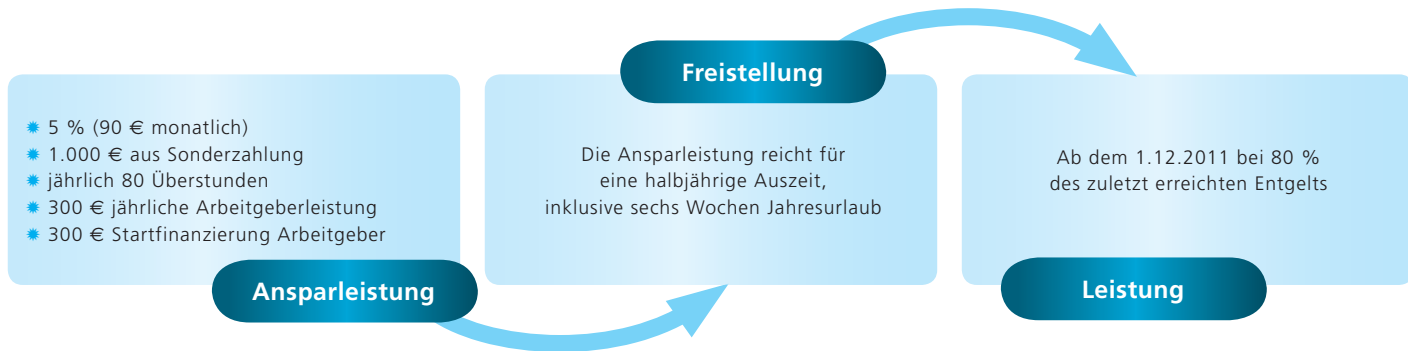 ✹ 5 % (90 € monatlich)
✹ 1.000 € aus Sonderzahlung
✹ jährlich 80 Überstunden
✹ 300 € jährliche Arbeitgeberleistung
✹ 300 € Startfinanzierung Arbeitgeber
Ansparleistung
Freistellung
Die Ansparleistung reicht für
eine halbjährige Auszeit,
inklusive sechs Wochen Jahresurlaub
Ab dem 1.12.2011 bei 80 %
des zuletzt erreichten Entgelts
Leistung